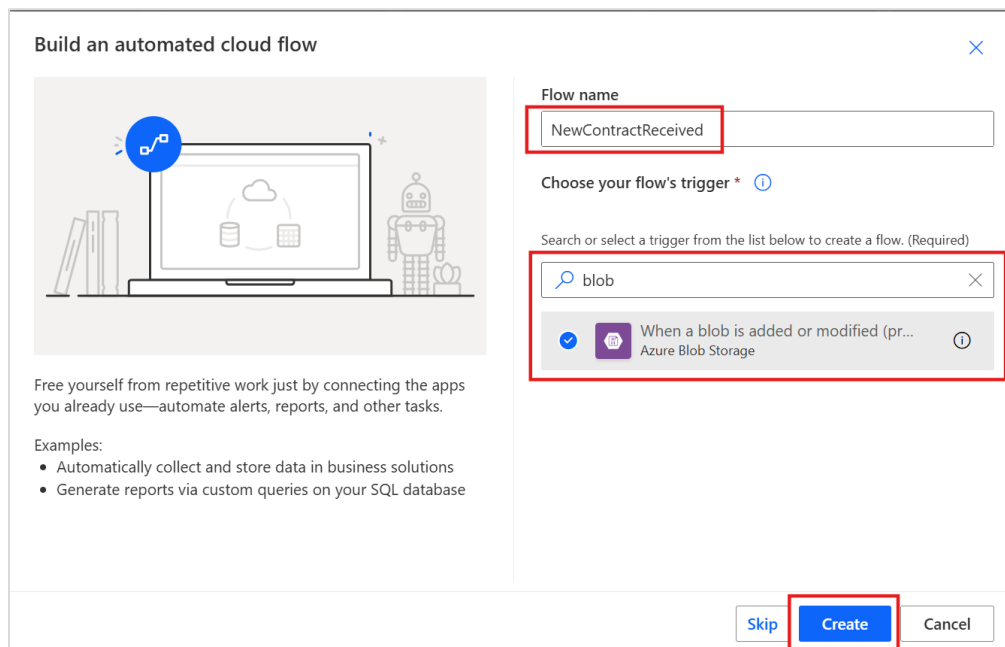 Build an automated cloud flow
Free yourself from repetitive work just by connecting the apps
you already use—automate alerts, reports, and other tasks.
Examples:
Automatically collect and store data in business solutions
Generate reports via custom queries on your SQL database
Flow name
NewContractReceived
Choose your flow's trigger *
Search or select a trigger from the list below to create a flow. (Required)
blob
When a blob is added or modified (pr...
Azure Blob Storage
Skip
Create
Cancel